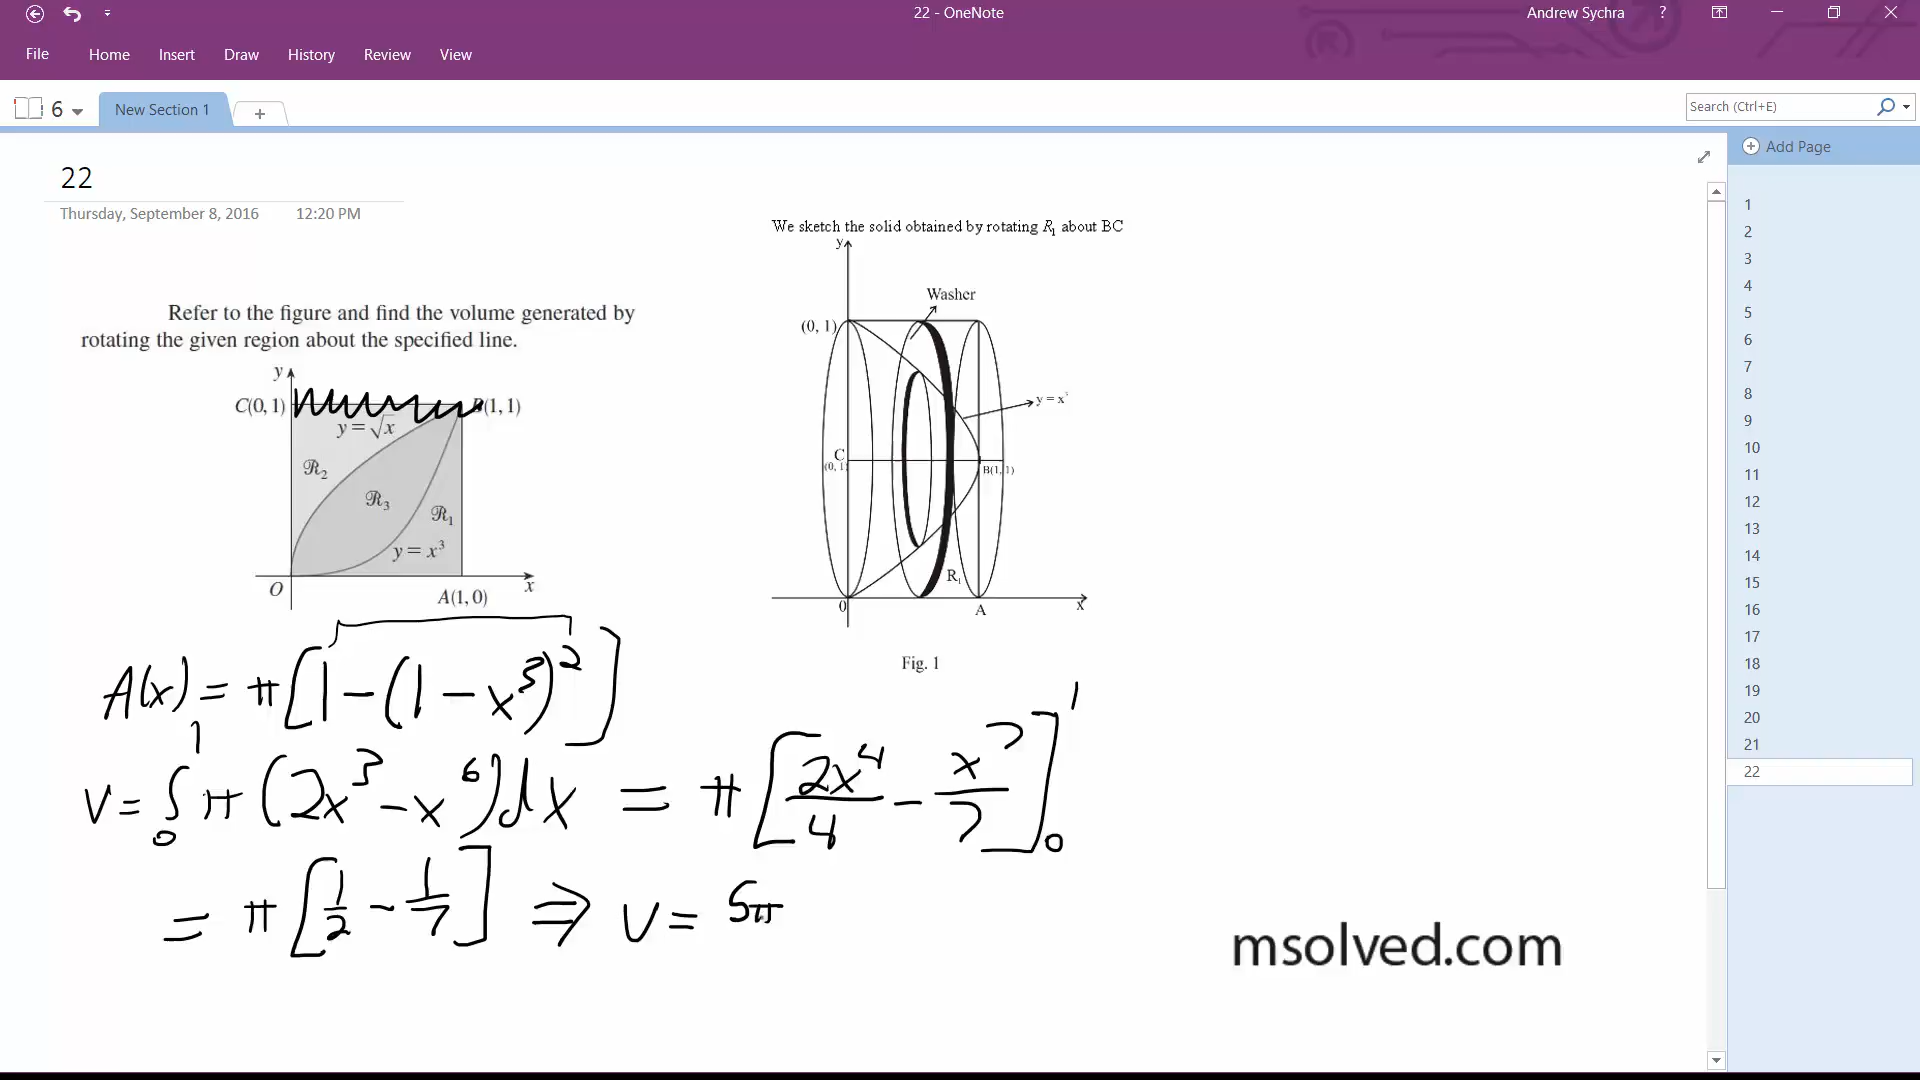 22 - OneNote
Andrew Sychra
?
File Home Insert Draw History Review View
6
New Section 1
+
Search (Ctrl+E)
Add Page
22
Thursday, September 8, 2016 12:20 PM
Refer to the figure and find the volume generated by
rotating the given region about the specified line.
y
C(0, 1)
B(1, 1)
y = √x
ℛ₂
ℛ₃
ℛ₁
y = x³
O
A(1, 0)
x
We sketch the solid obtained by rotating R₁ about BC
y
Washer
(0, 1)
y = x³
C
(0, 1)
B(1, 1)
R₁
0
A
x
Fig. 1
A(x) = π[1 - (1 - x³)²]
V = ∫₀¹ π(2x³ - x⁶)dx = π[2x⁴/4 - x⁷/7]₀¹
= π[1/2 - 1/7] ⇒ V = 5π
msolved.com
1
2
3
4
5
6
7
8
9
10
11
12
13
14
15
16
17
18
19
20
21
22